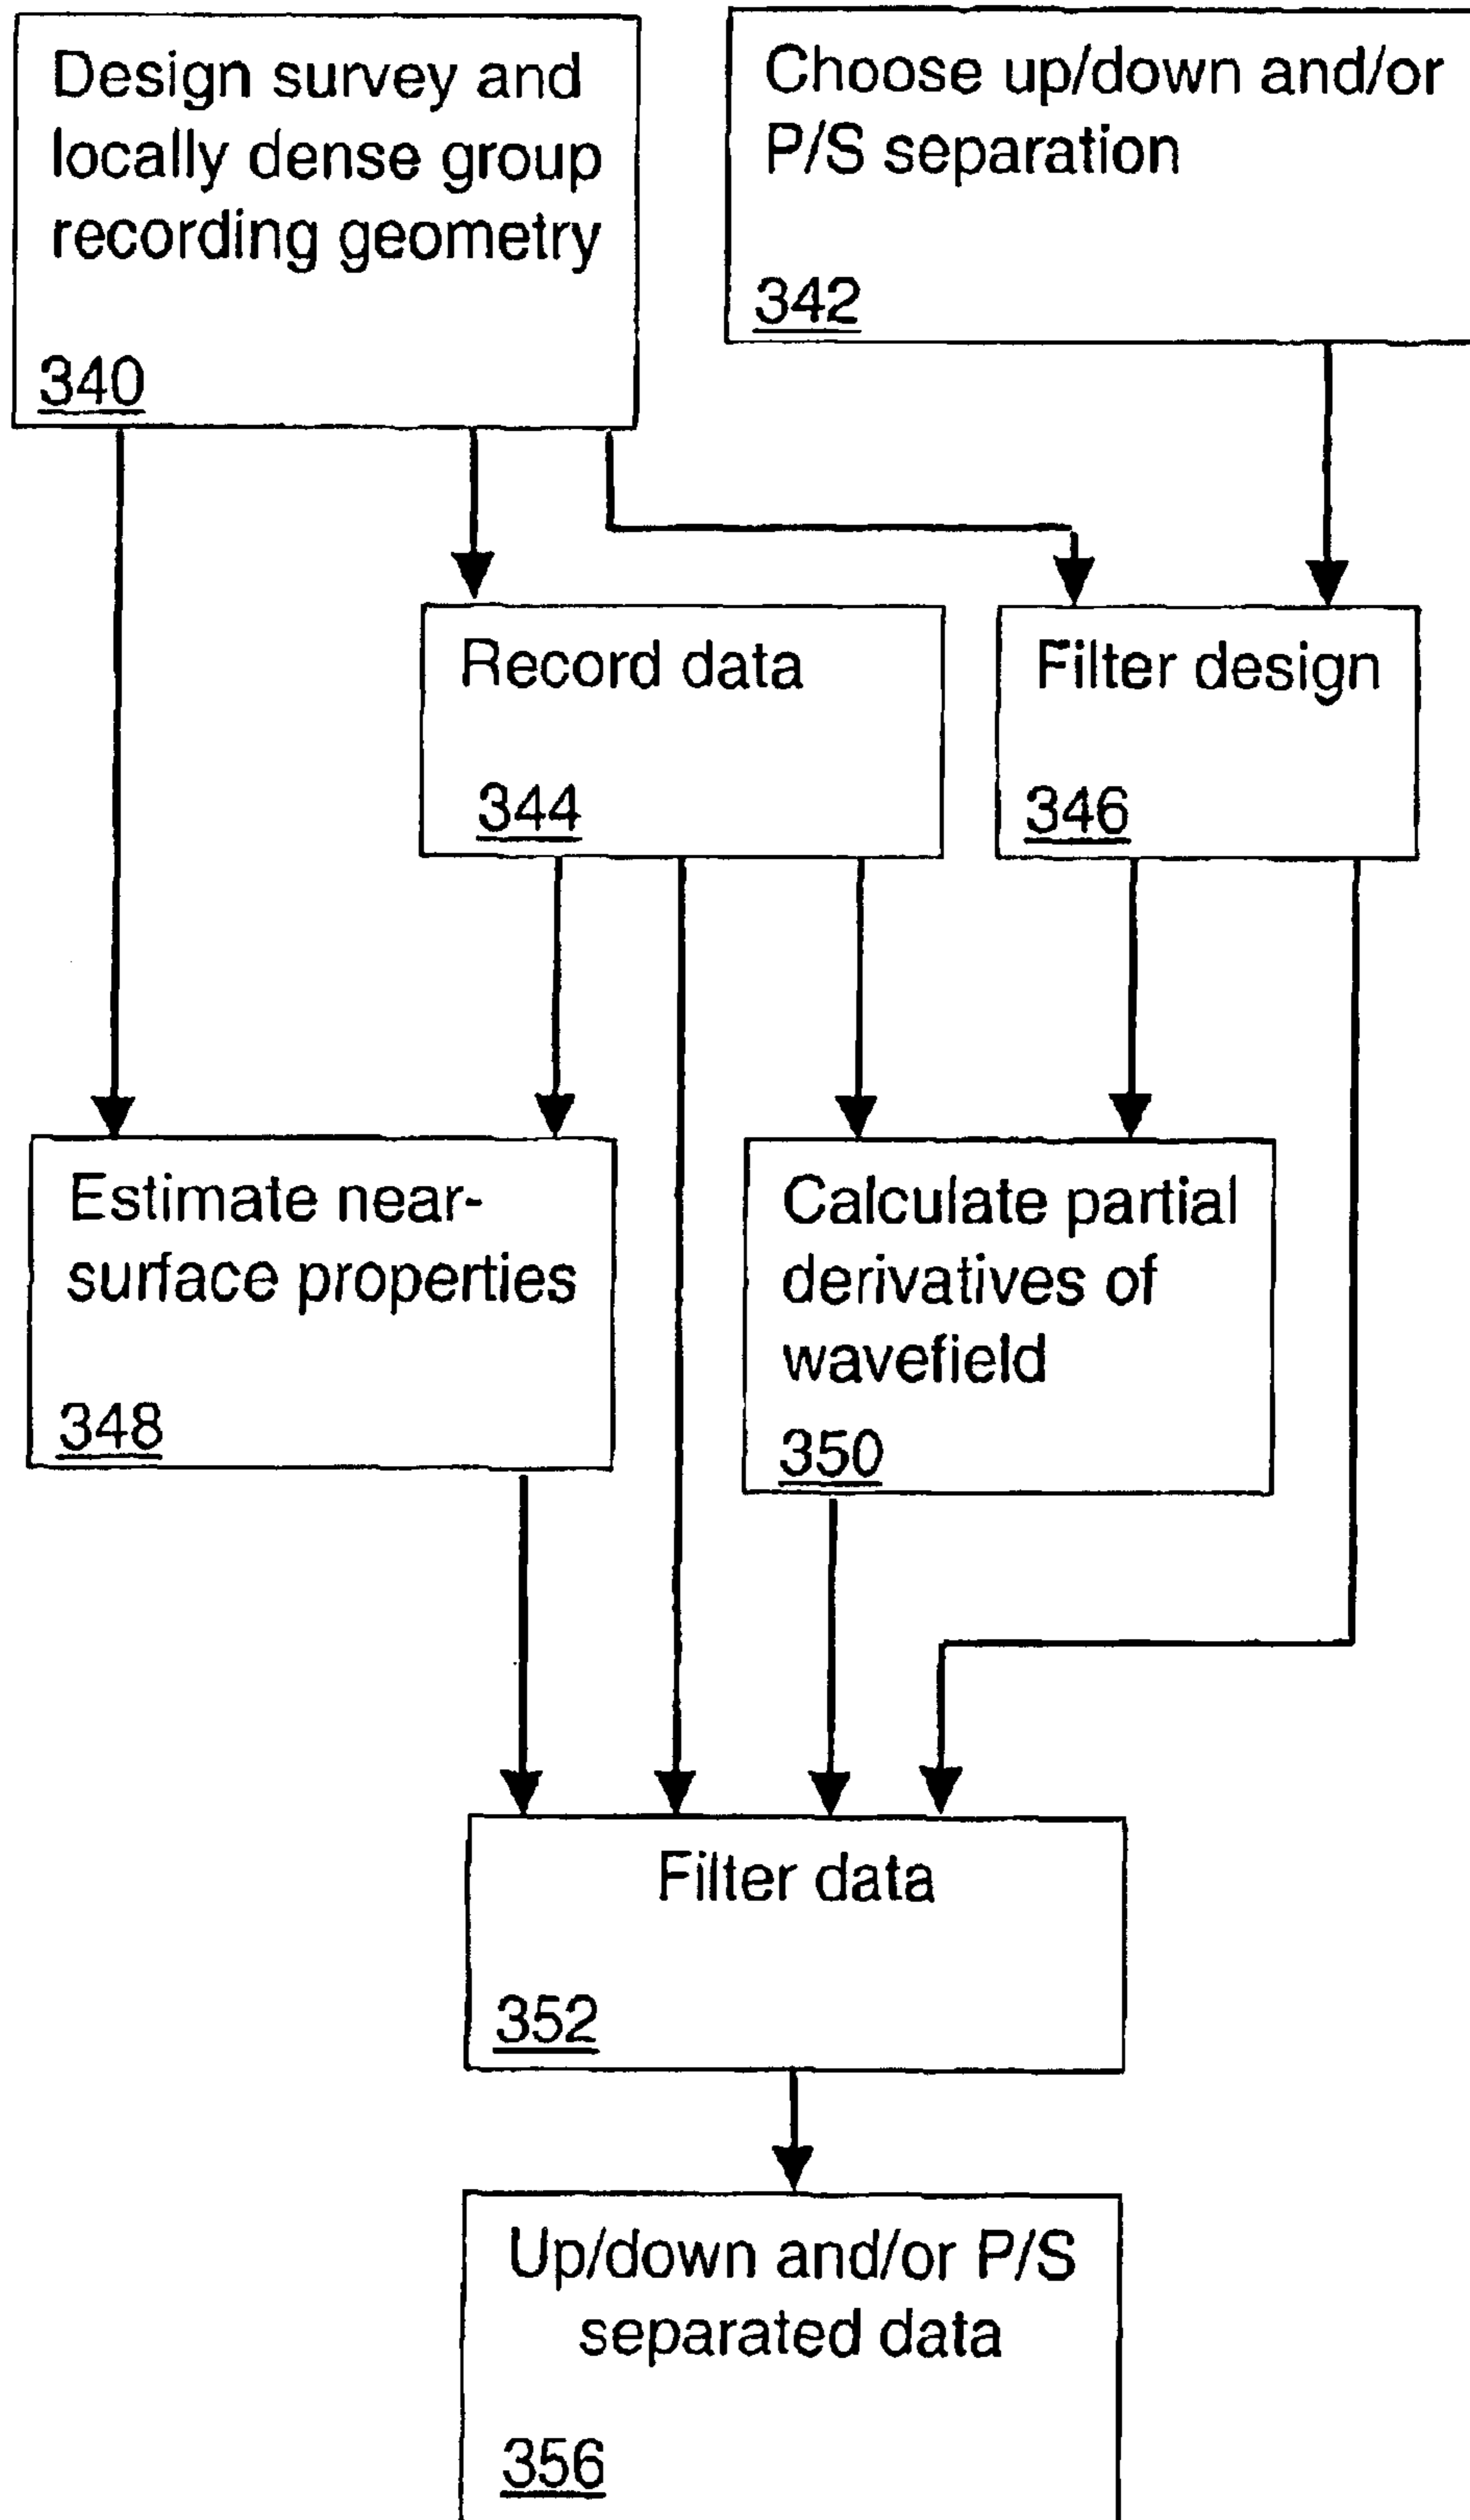 Design survey and
locally dense group
recording geometry
340
Choose up/down and/or
P/S separation
342
Record data
344
Filter design
346
Estimate near-
surface properties
348
Calculate partial
derivatives of
wavefield
350
Filter data
352
Up/down and/or P/S
separated data
356